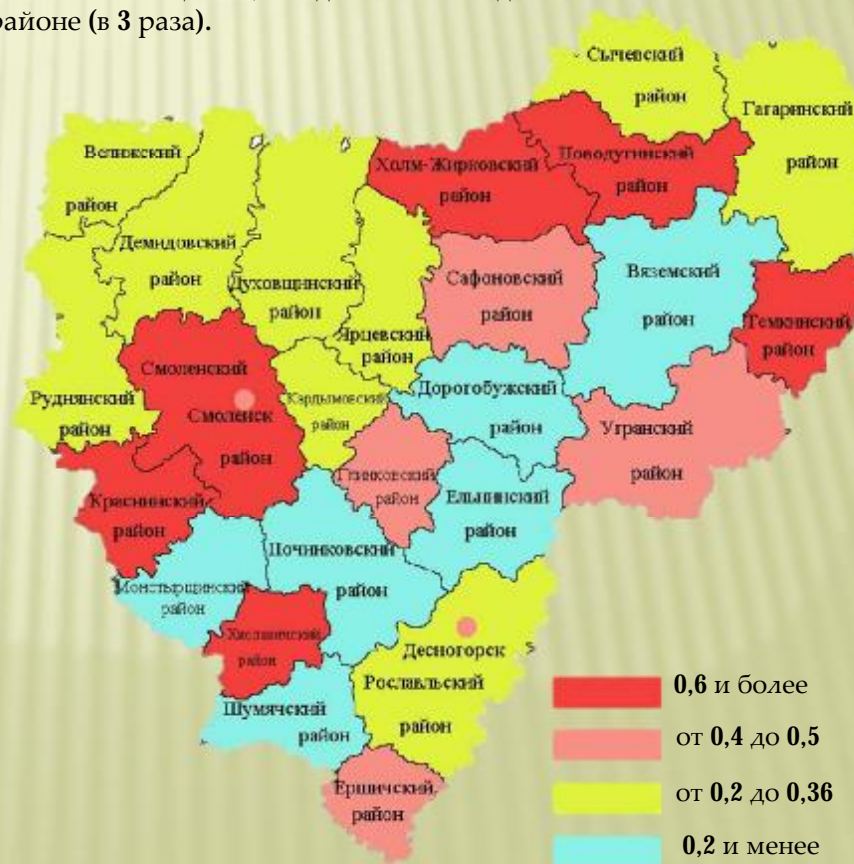 районе (в 3 раза).
Сычевский
район
Гагаринский
район
Велижский
район
Холм-Жирковский
район
Новодугинский
район
Демидовский
район
Духовщинский
район
Сафоновский
район
Вяземский
район
Ярцевский
район
Темкинский
район
Смоленский
Смоленск
район
Руднянский
район
Кардымовский
район
Дорогобужский
район
Угранский
район
Глинковский
район
Ельнинский
район
Краснинский
район
Починковский
район
Монстырщинский
район
Хиславичский
район
Десногорск
Рославльский
район
Шумячский
район
Ершичский
район
0,6 и более
от 0,4 до 0,5
от 0,2 до 0,36
0,2 и менее